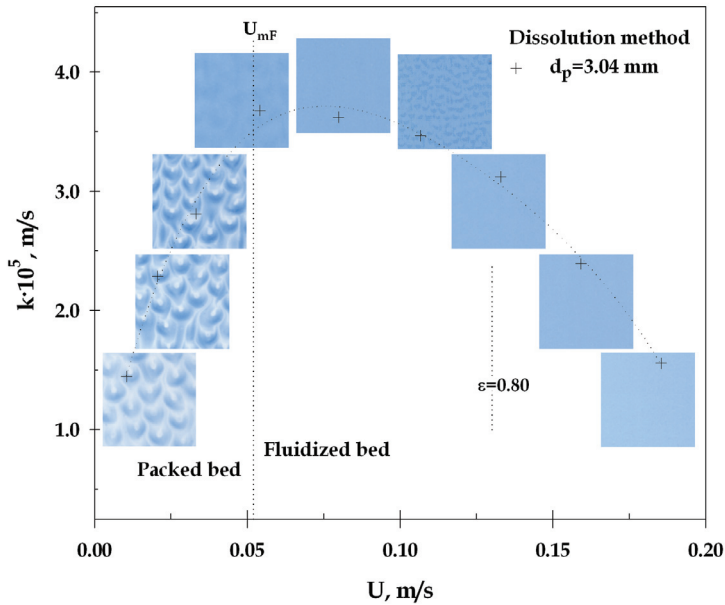 U_mF
Dissolution method
+ d_p=3.04 mm
4.0
3.0
2.0
1.0
k·10^5, m/s
ε=0.80
Packed bed
Fluidized bed
0.00 0.05 0.10 0.15 0.20
U, m/s